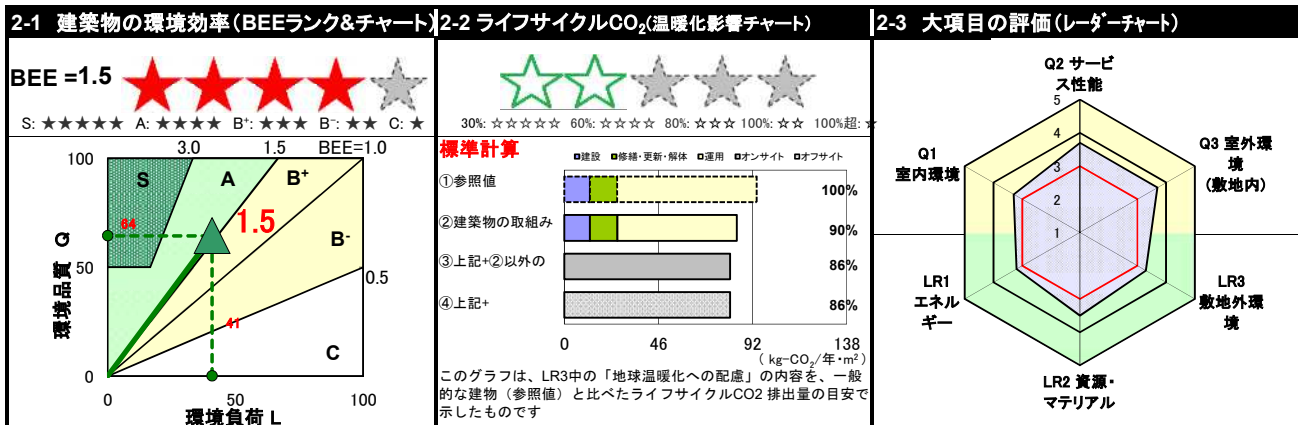 2-1 建築物の環境効率(BEEランク&チャート)
BEE =1.5
S: ★★★★★ A: ★★★★ B⁺: ★★★ B⁻: ★★ C: ★
3.0 1.5 BEE=1.0
100
S
A
B⁺
64
1.5
B⁻
環境品質 Q
50
0.5
41
C
0
0 50 100
環境負荷 L
2-2 ライフサイクルCO₂(温暖化影響チャート)
30%: ☆☆☆☆☆ 60%: ☆☆☆☆ 80%: ☆☆☆ 100%: ☆☆ 100%超: ☆
標準計算
■建設 ■修繕・更新・解体 □運用 □オンサイト □オフサイト
①参照値 100%
②建築物の取組み 90%
③上記+②以外の 86%
④上記+ 86%
0 46 92 138
( kg-CO₂/年・m²)
このグラフは、LR3中の「地球温暖化への配慮」の内容を、一般
的な建物(参照値)と比べたライフサイクルCO2 排出量の目安で
示したものです
2-3 大項目の評価(レーダーチャート)
Q2 サービ
ス性能
5
4
3
2
1
Q1
室内環境
Q3 室外環
境
(敷地内)
LR1
エネル
ギー
LR3
敷地外環
境
LR2 資源・
マテリアル